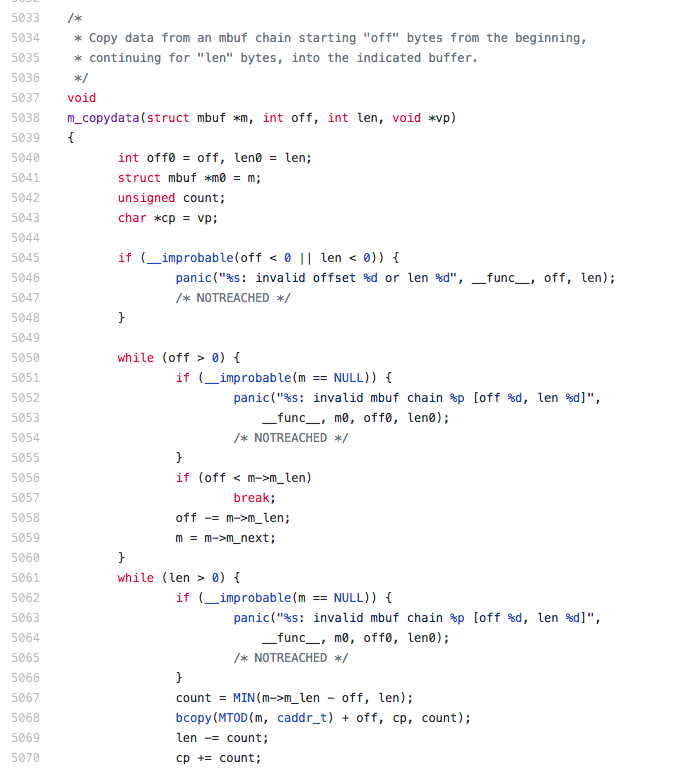 5033 /*
5034  * Copy data from an mbuf chain starting "off" bytes from the beginning,
5035  * continuing for "len" bytes, into the indicated buffer.
5036  */
5037 void
5038 m_copydata(struct mbuf *m, int off, int len, void *vp)
5039 {
5040         int off0 = off, len0 = len;
5041         struct mbuf *m0 = m;
5042         unsigned count;
5043         char *cp = vp;
5044
5045         if (__improbable(off < 0 || len < 0)) {
5046                 panic("%s: invalid offset %d or len %d", __func__, off, len);
5047                 /* NOTREACHED */
5048         }
5049
5050         while (off > 0) {
5051                 if (__improbable(m == NULL)) {
5052                         panic("%s: invalid mbuf chain %p [off %d, len %d]",
5053                             __func__, m0, off0, len0);
5054                         /* NOTREACHED */
5055                 }
5056                 if (off < m->m_len)
5057                         break;
5058                 off -= m->m_len;
5059                 m = m->m_next;
5060         }
5061         while (len > 0) {
5062                 if (__improbable(m == NULL)) {
5063                         panic("%s: invalid mbuf chain %p [off %d, len %d]",
5064                             __func__, m0, off0, len0);
5065                         /* NOTREACHED */
5066                 }
5067                 count = MIN(m->m_len - off, len);
5068                 bcopy(MTOD(m, caddr_t) + off, cp, count);
5069                 len -= count;
5070                 cp += count;